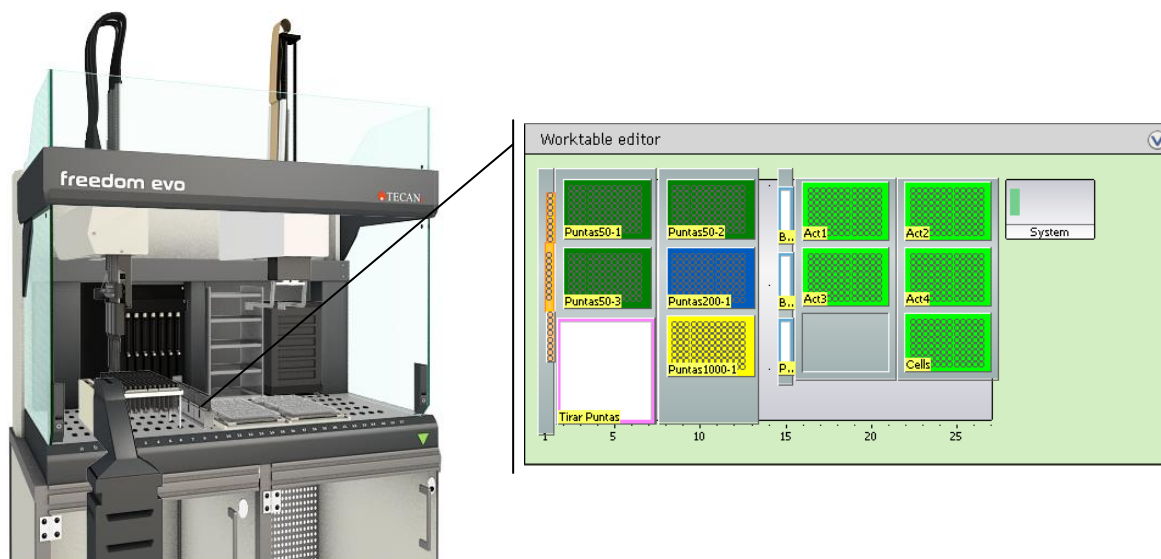 freedom evo
TECAN
Worktable editor
Puntas50-1
Puntas50-2
B..
Act1
Act2
System
Puntas50-3
Puntas200-1
B..
Act3
Act4
Tirar Puntas
Puntas1000-1
P..
Cells
1 5 10 15 20 25